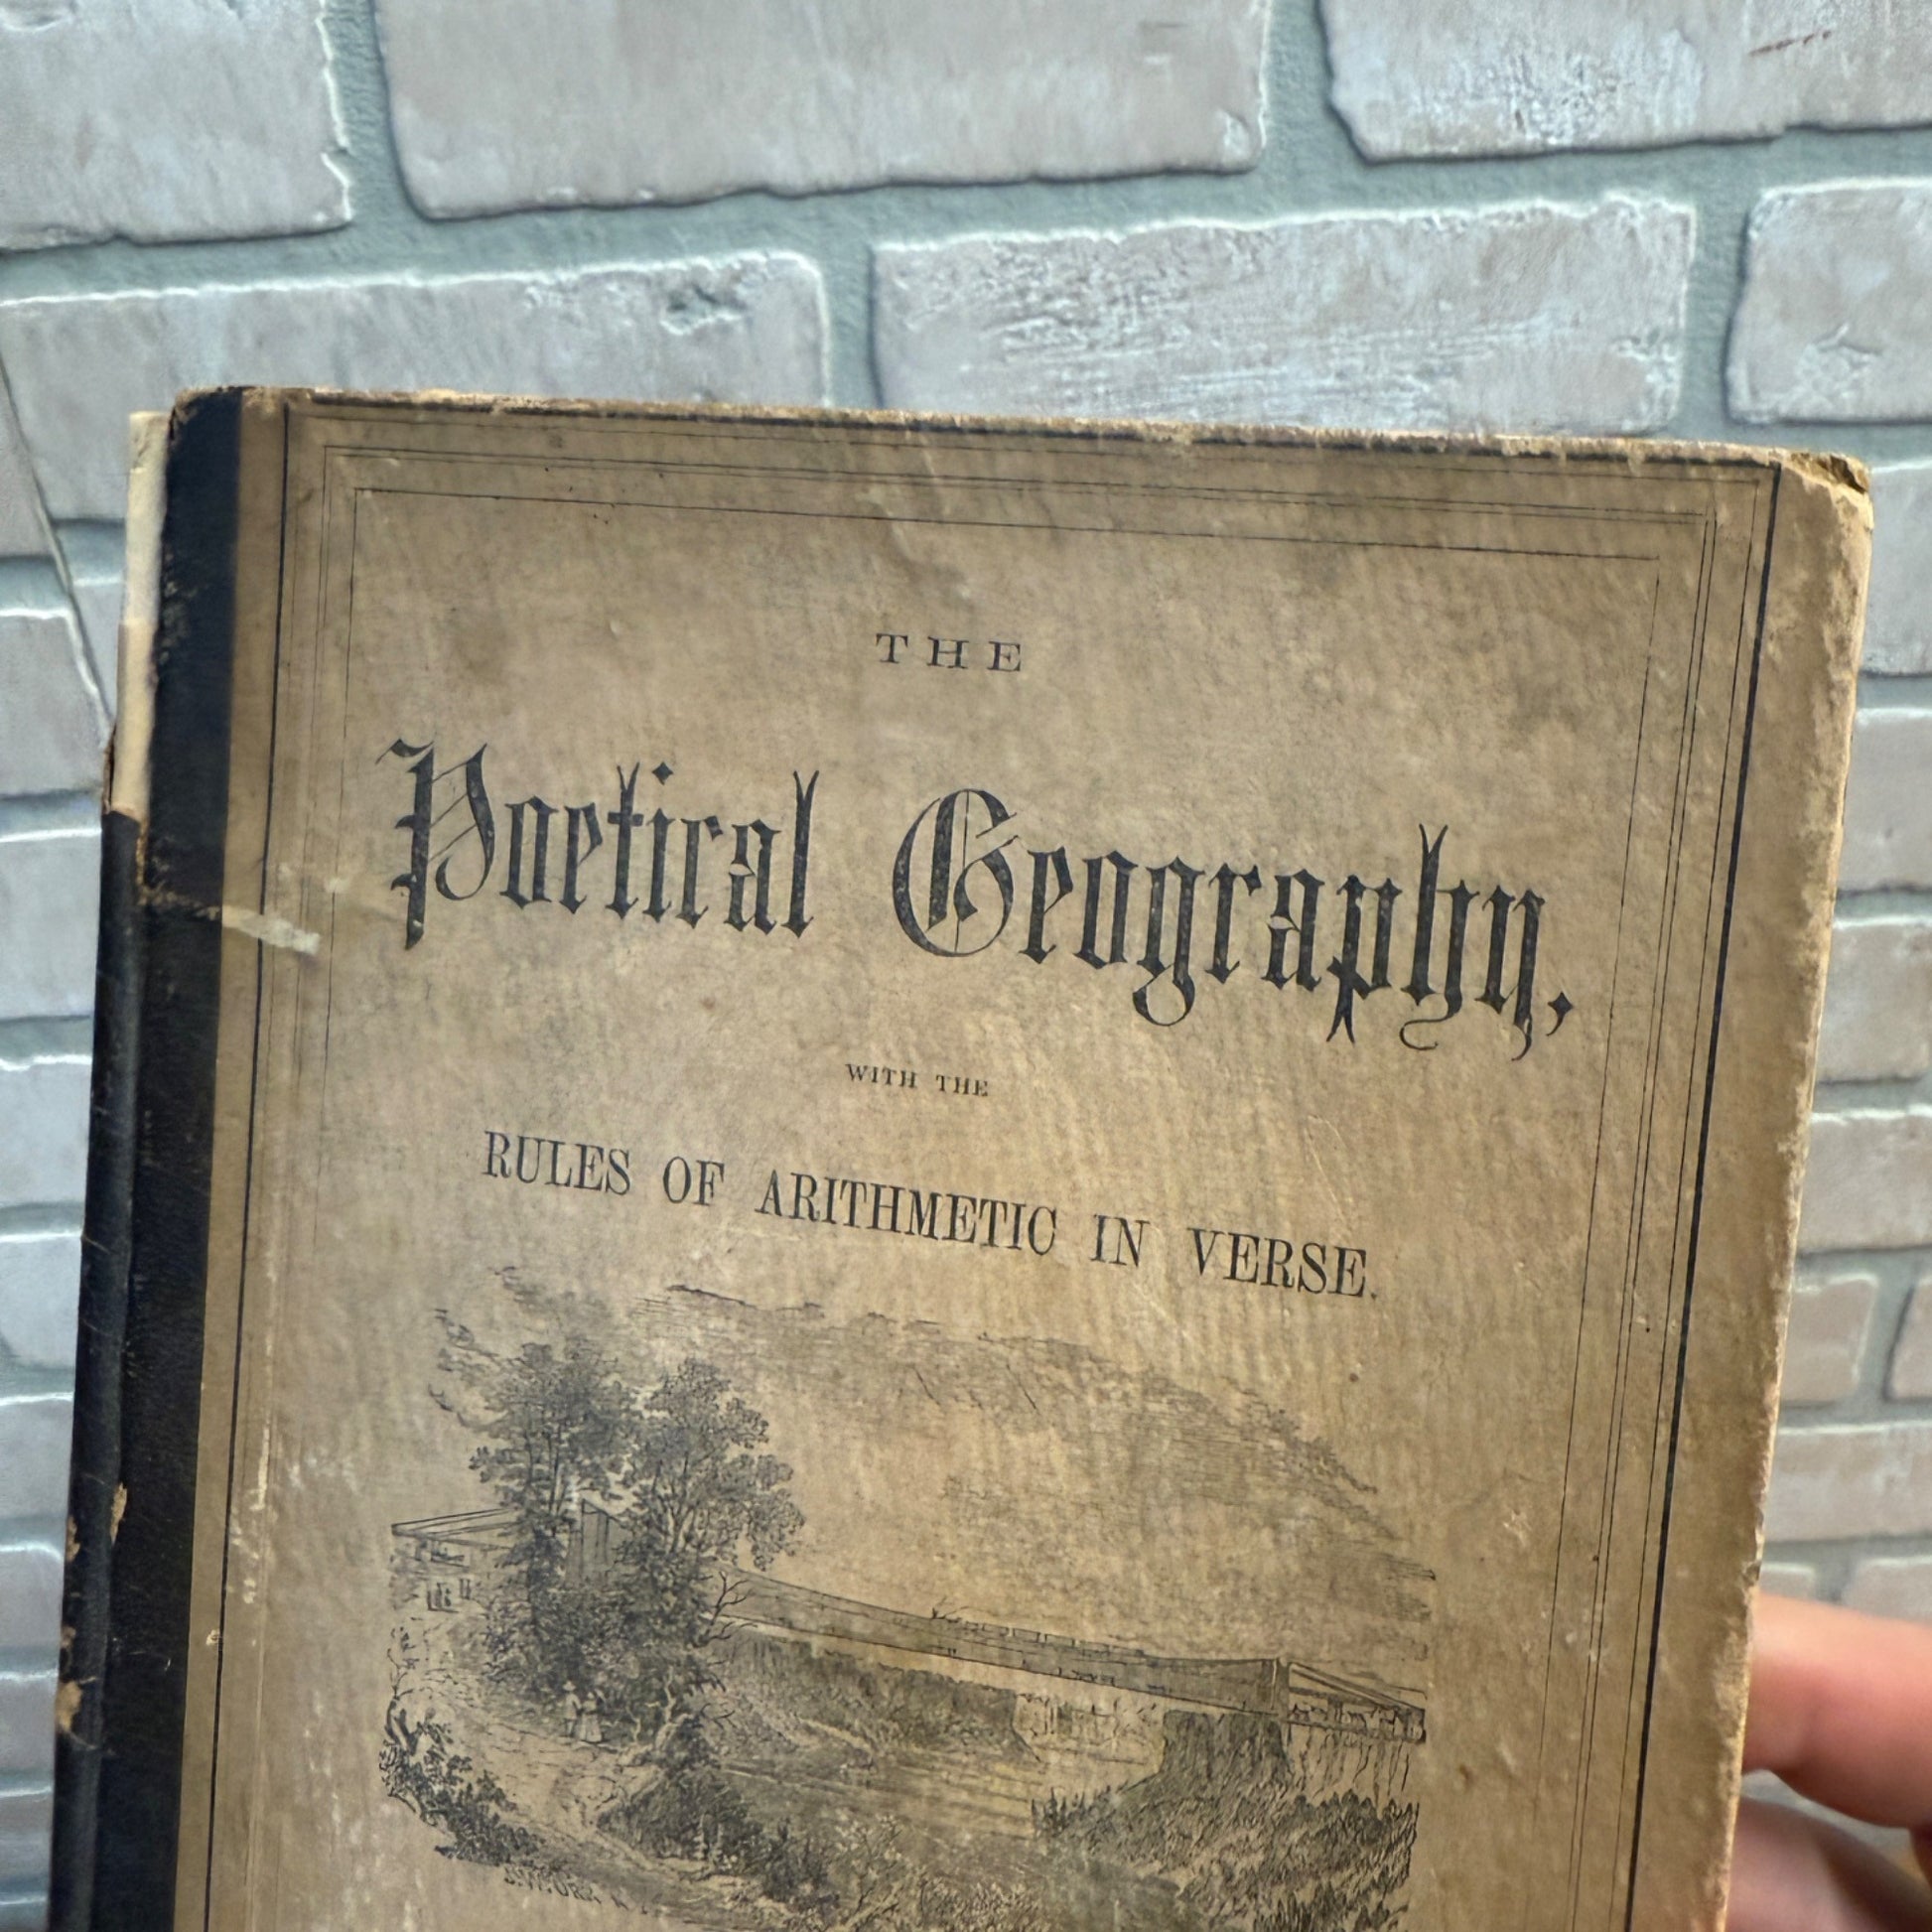 THE
Poetical Geography,
WITH THE
RULES OF ARITHMETIC IN VERSE.